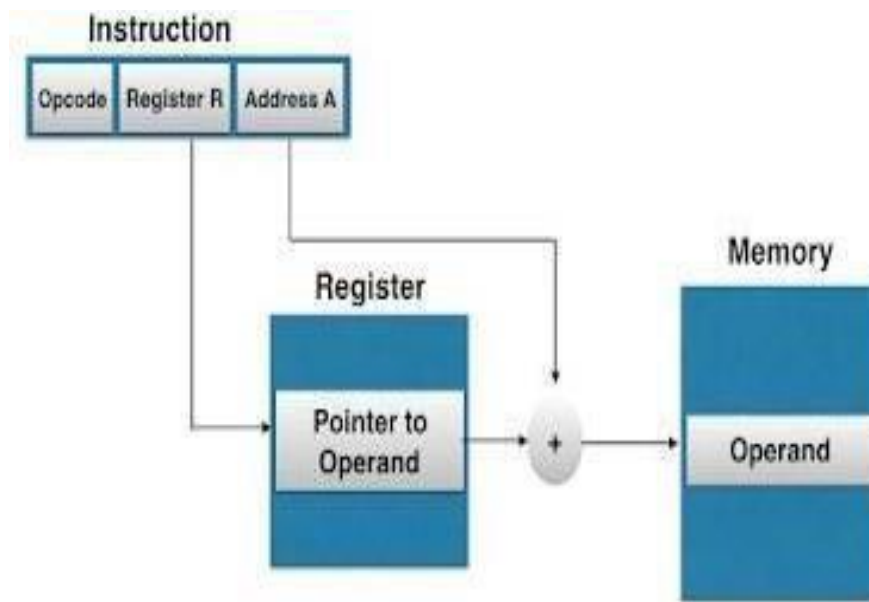 Instruction
Opcode Register R Address A
Memory
Register
Pointer to
Operand
+
Operand